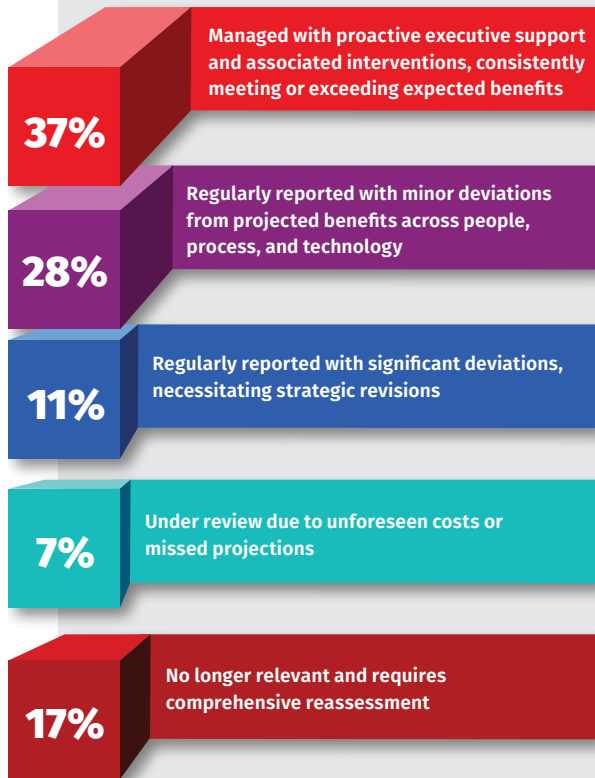 37%
Managed with proactive executive support
and associated interventions, consistently
meeting or exceeding expected benefits
28%
Regularly reported with minor deviations
from projected benefits across people,
process, and technology
11%
Regularly reported with significant deviations,
necessitating strategic revisions
7%
Under review due to unforeseen costs or
missed projections
17%
No longer relevant and requires
comprehensive reassessment